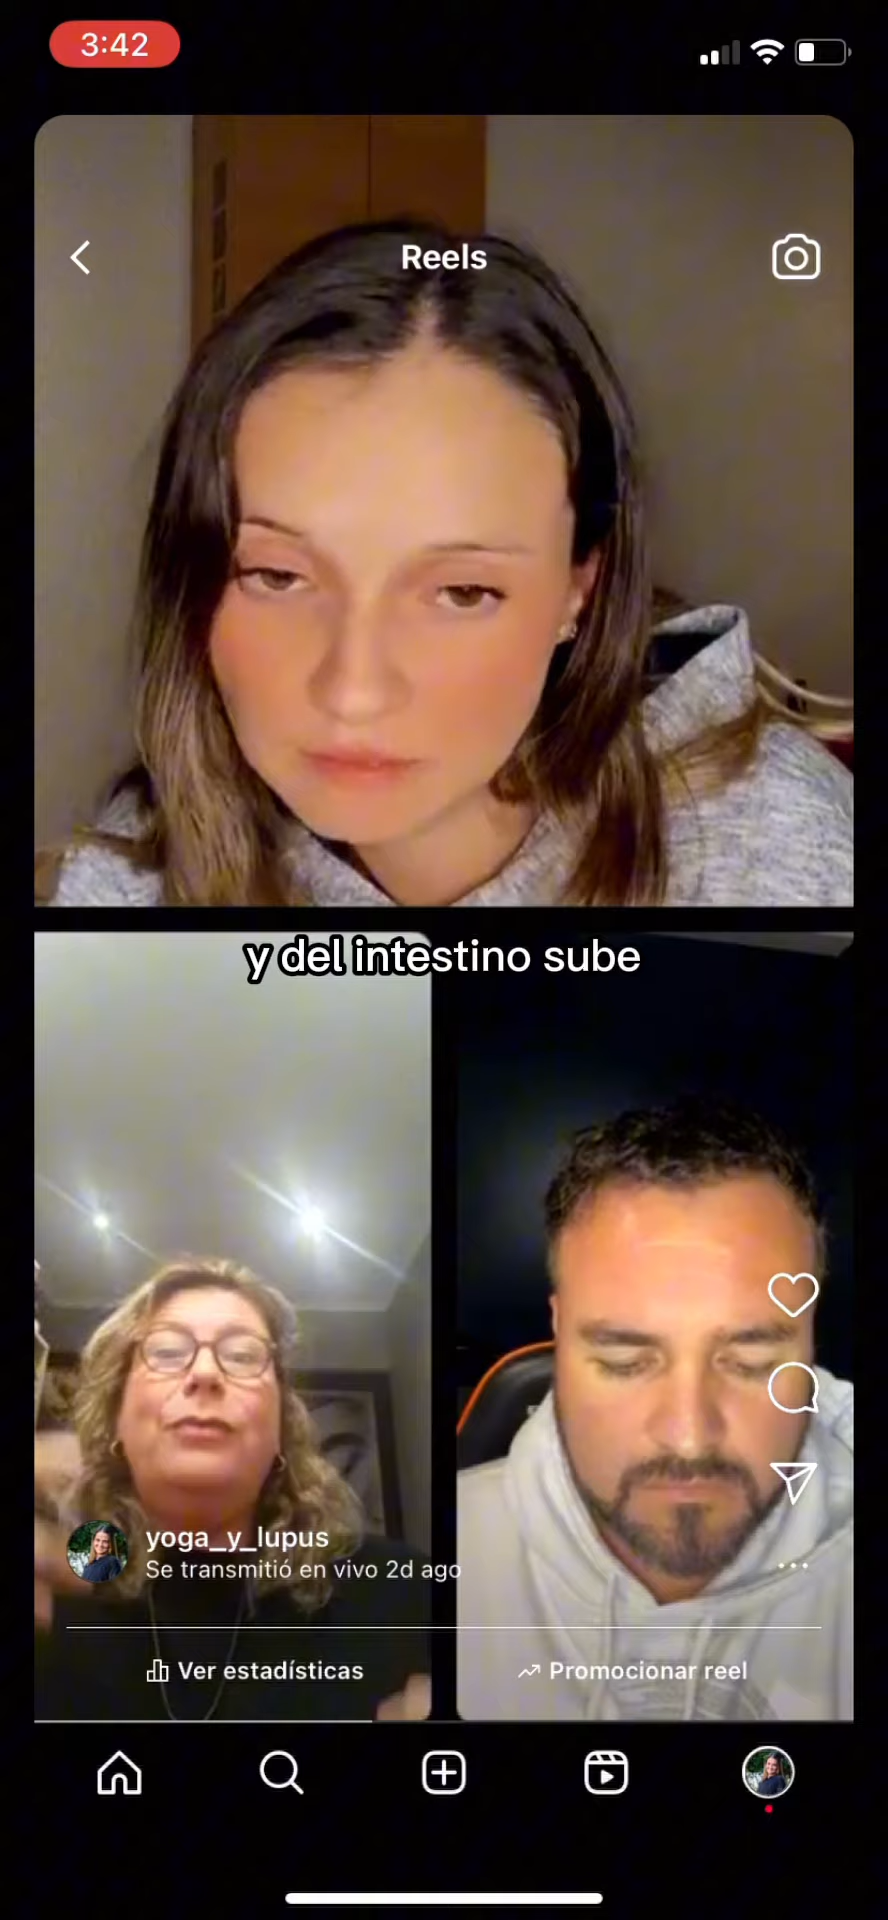 3:42
Reels
y del intestino sube
yoga_y_lupus
Se transmitió en vivo 2d ago
Ver estadísticas
Promocionar reel